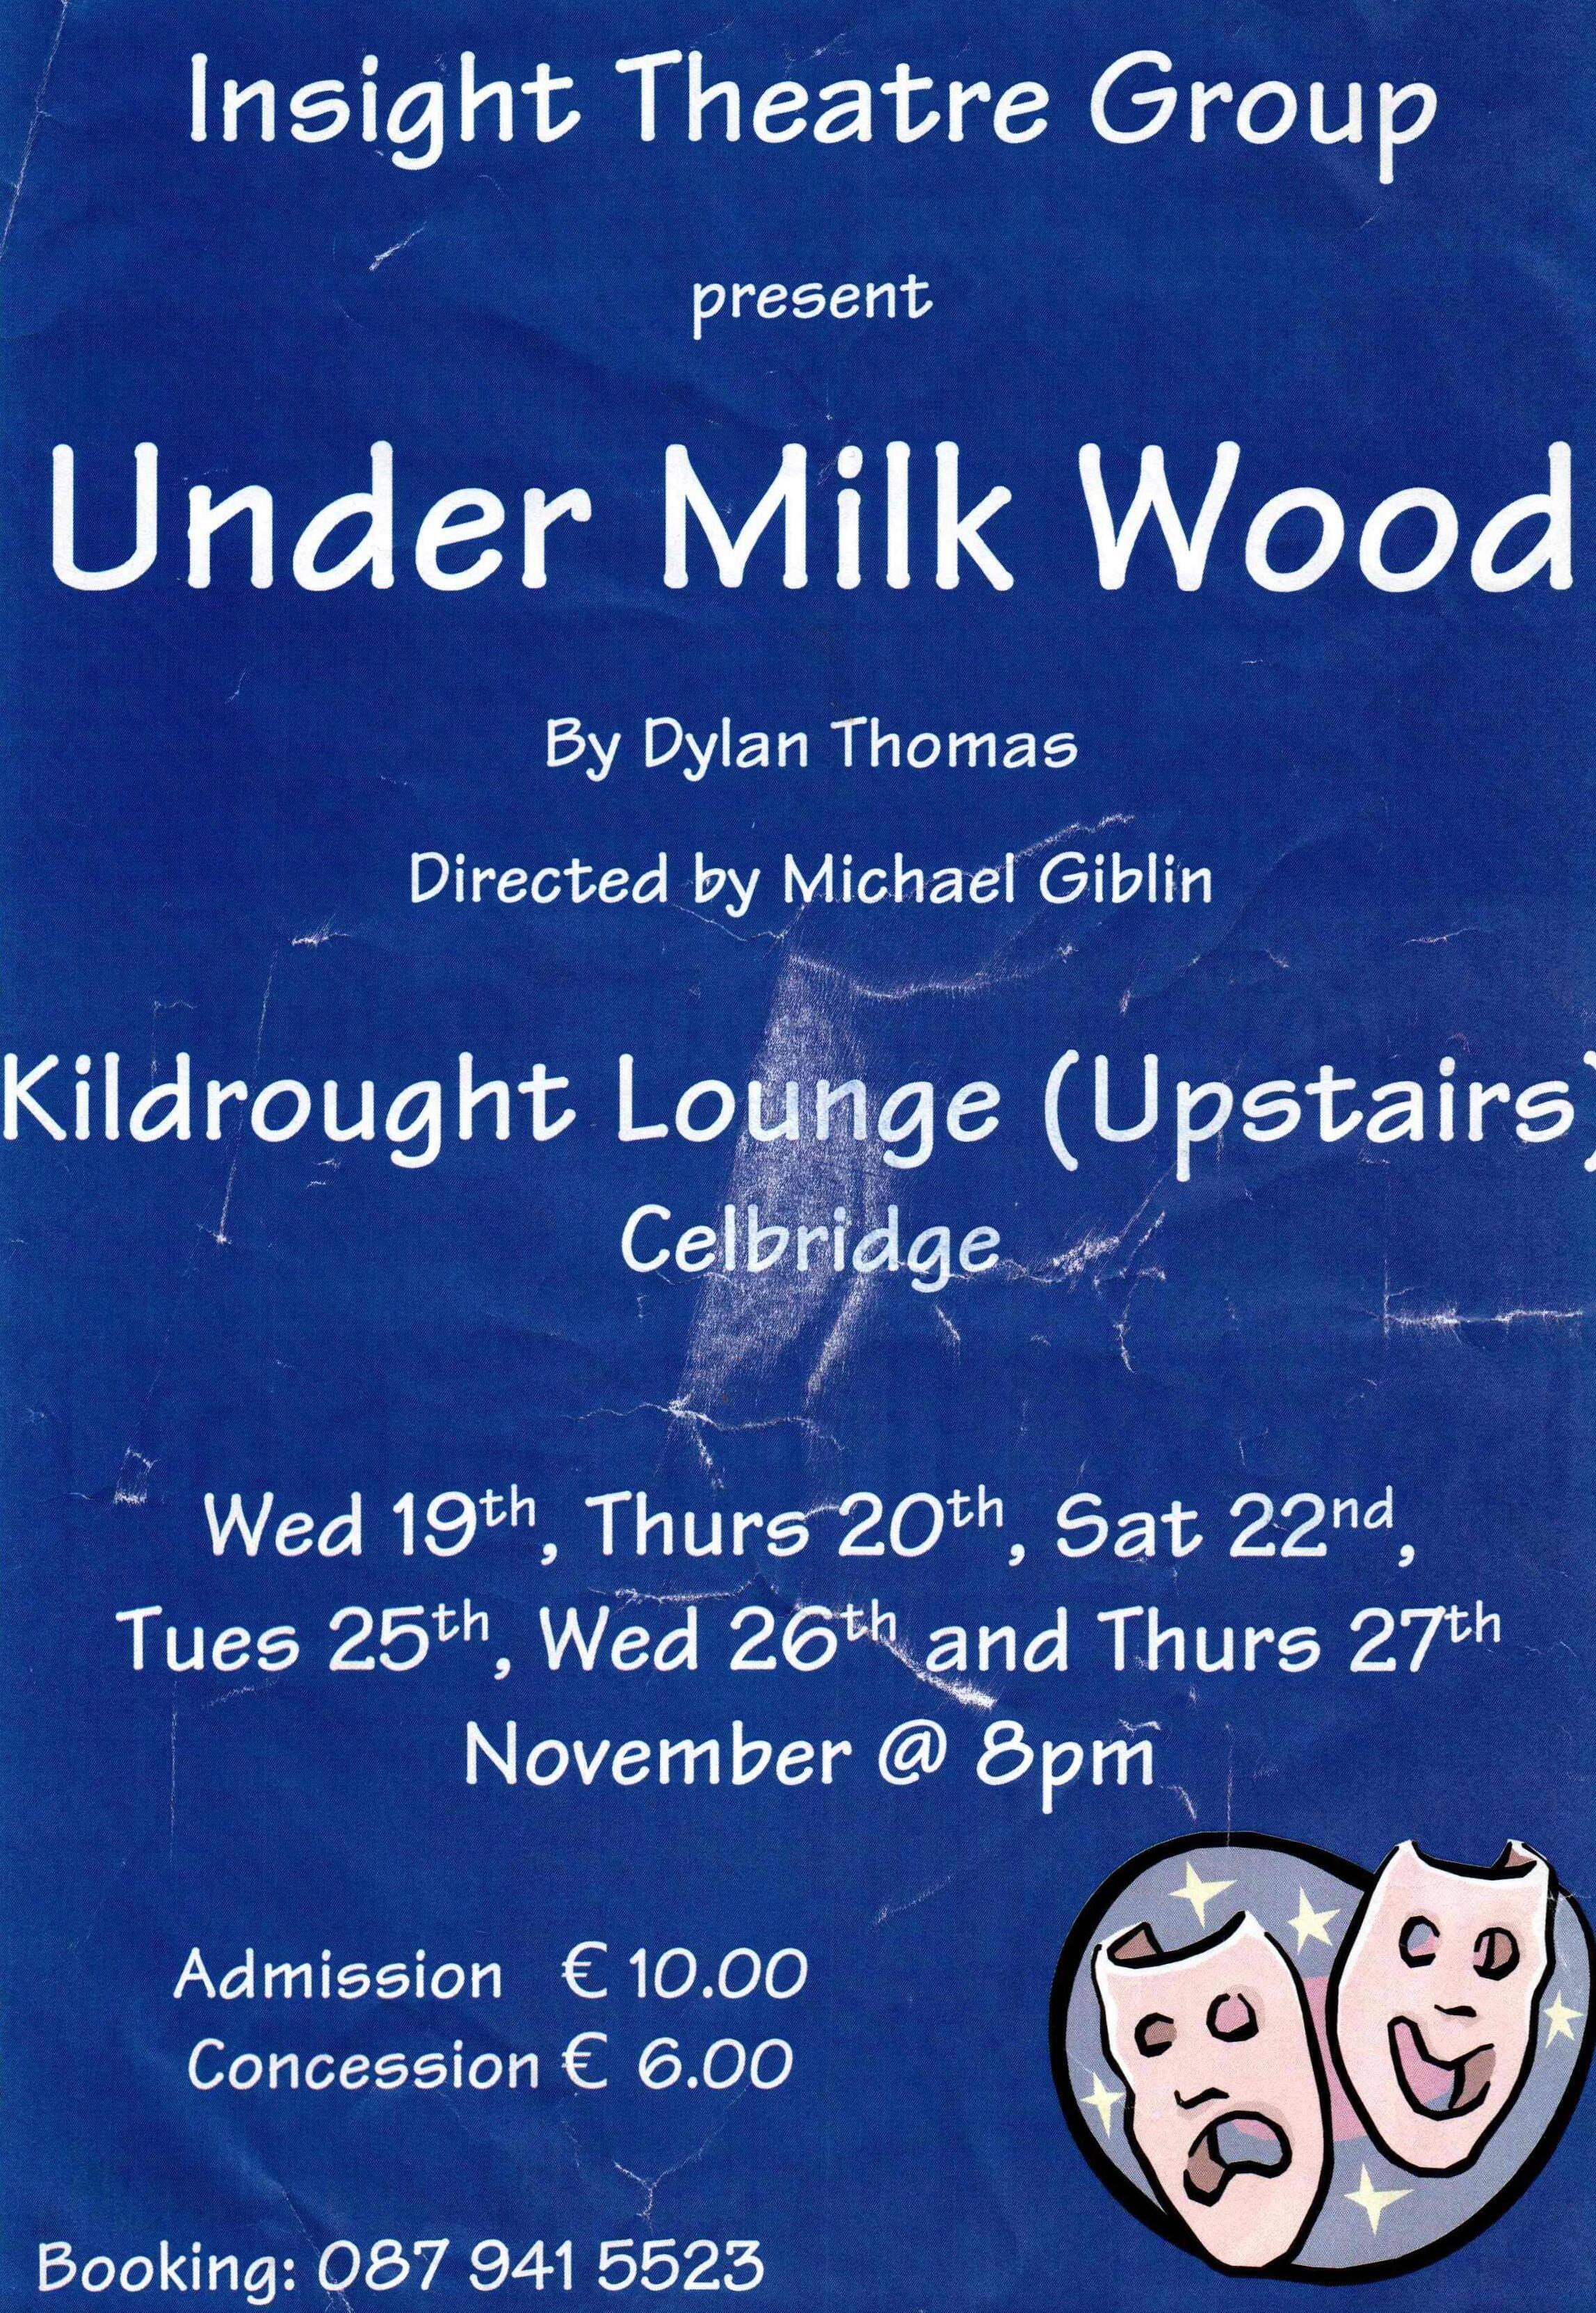 Insight Theatre Group
present
Under Milk Wood
By Dylan Thomas
Directed by Michael Giblin
Kildrought Lounge (Upstairs)
Celbridge
Wed 19th, Thurs 20th, Sat 22nd,
Tues 25th, Wed 26th and Thurs 27th
November @ 8pm
Admission € 10.00
Concession € 6.00
Booking: 087 941 5523